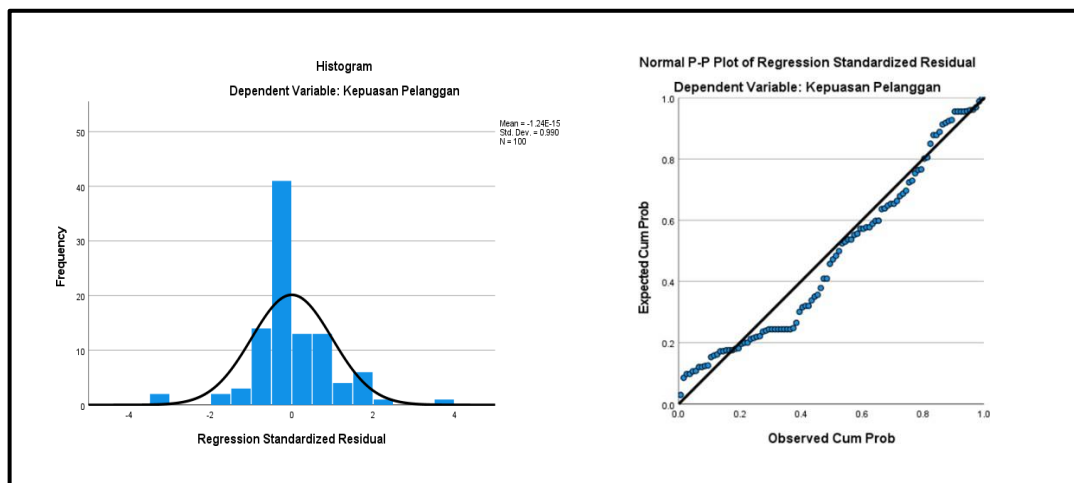 Histogram
Dependent Variable: Kepuasan Pelanggan
Mean = -1.24E-15
Std. Dev. = 0.990
N = 100
50
40
30
20
10
0
Frequency
-4
-2
0
2
4
Regression Standardized Residual
Normal P-P Plot of Regression Standardized Residual
Dependent Variable: Kepuasan Pelanggan
1.0
0.8
0.6
0.4
0.2
0.0
Expected Cum Prob
0.0
0.2
0.4
0.6
0.8
1.0
Observed Cum Prob